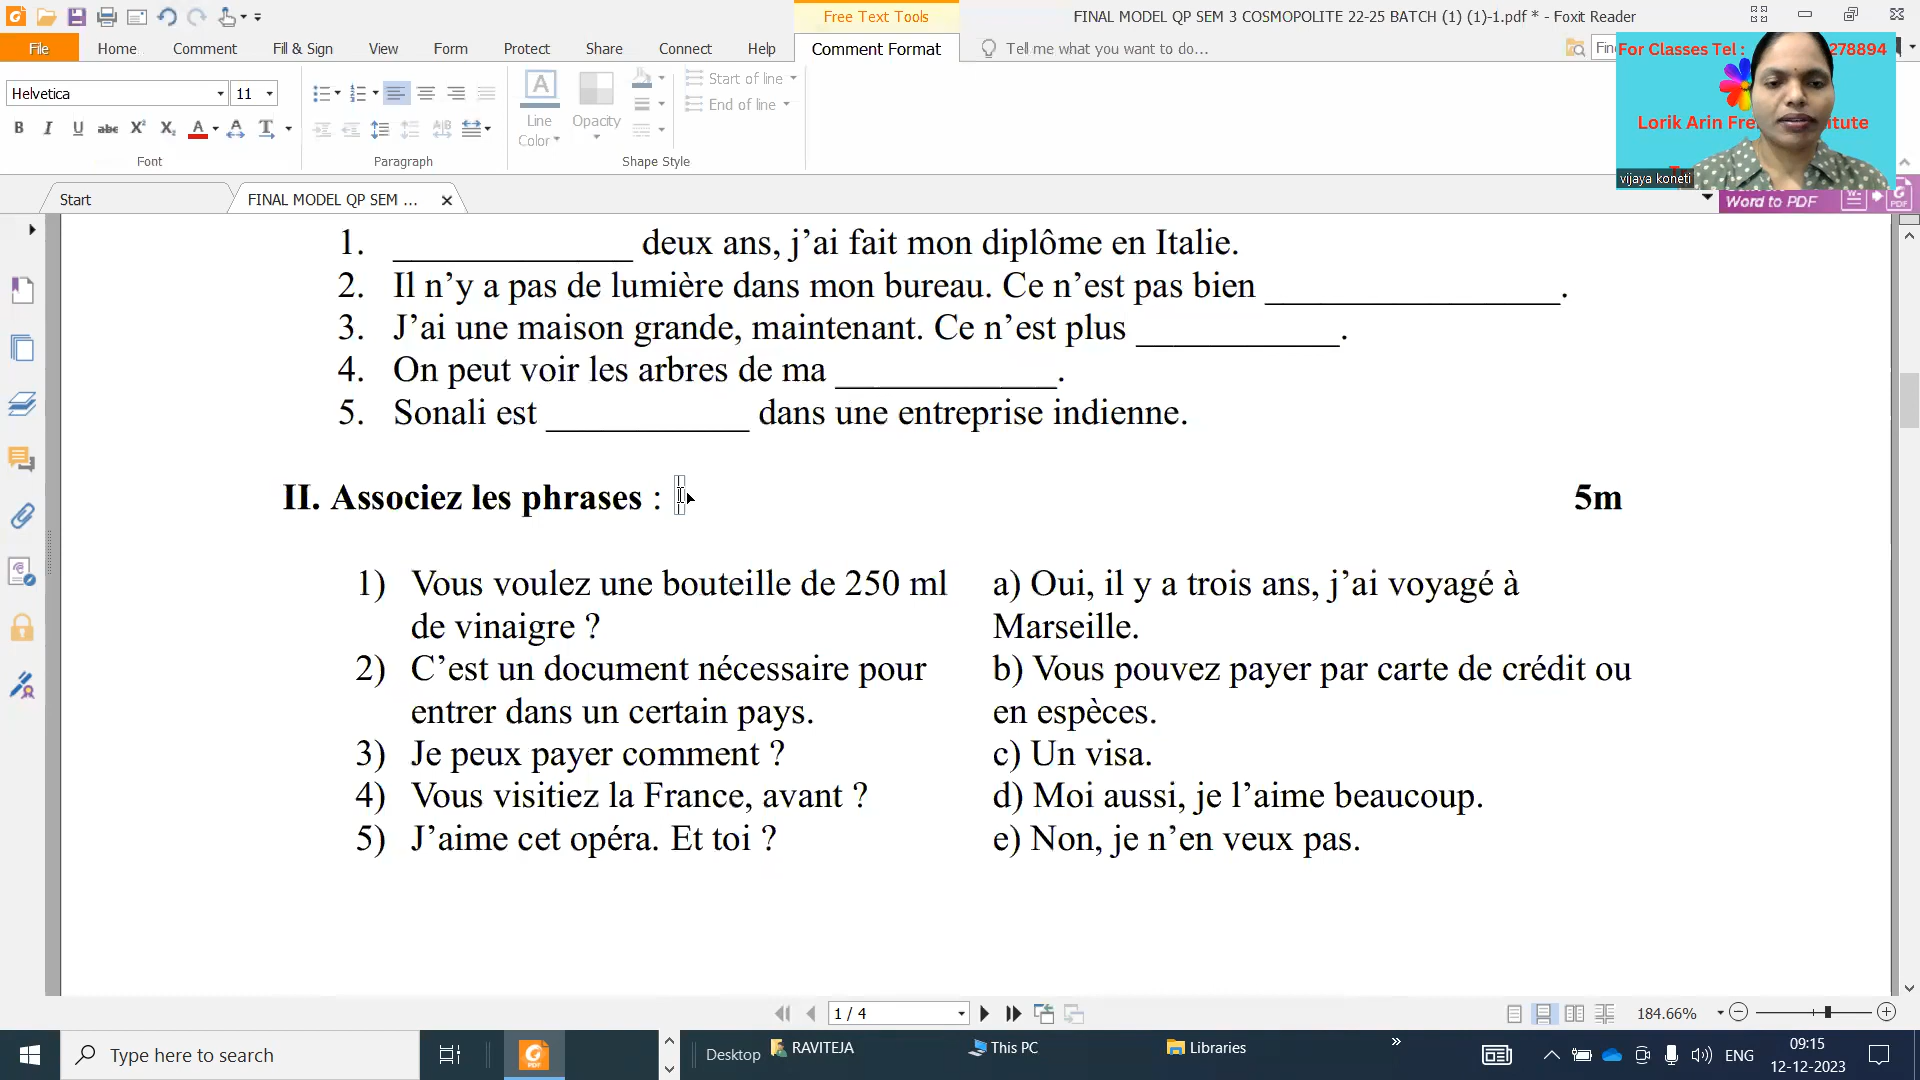 Free Text Tools
FINAL MODEL QP SEM 3 COSMOPOLITE 22-25 BATCH (1) (1)-1.pdf * - Foxit Reader
File Home Comment Fill & Sign View Form Protect Share Connect Help Comment Format Tell me what you want to do...
For Classes Tel : 278894
Helvetica 11
Start of line
End of line
Line Color
Opacity
Font Paragraph Shape Style
Lorik Arin
vijaya koneti
Word to PDF
Start FINAL MODEL QP SEM ...
1. _____________ deux ans, j’ai fait mon diplôme en Italie.
2. Il n’y a pas de lumière dans mon bureau. Ce n’est pas bien ________________.
3. J’ai une maison grande, maintenant. Ce n’est plus ___________.
4. On peut voir les arbres de ma ____________.
5. Sonali est ___________ dans une entreprise indienne.
II. Associez les phrases : 5m
1) Vous voulez une bouteille de 250 ml
de vinaigre ?
2) C’est un document nécessaire pour
entrer dans un certain pays.
3) Je peux payer comment ?
4) Vous visitiez la France, avant ?
5) J’aime cet opéra. Et toi ?
a) Oui, il y a trois ans, j’ai voyagé à
Marseille.
b) Vous pouvez payer par carte de crédit ou
en espèces.
c) Un visa.
d) Moi aussi, je l’aime beaucoup.
e) Non, je n’en veux pas.
1 / 4
184.66%
Type here to search
Desktop RAVITEJA This PC Libraries
ENG
09:15
12-12-2023